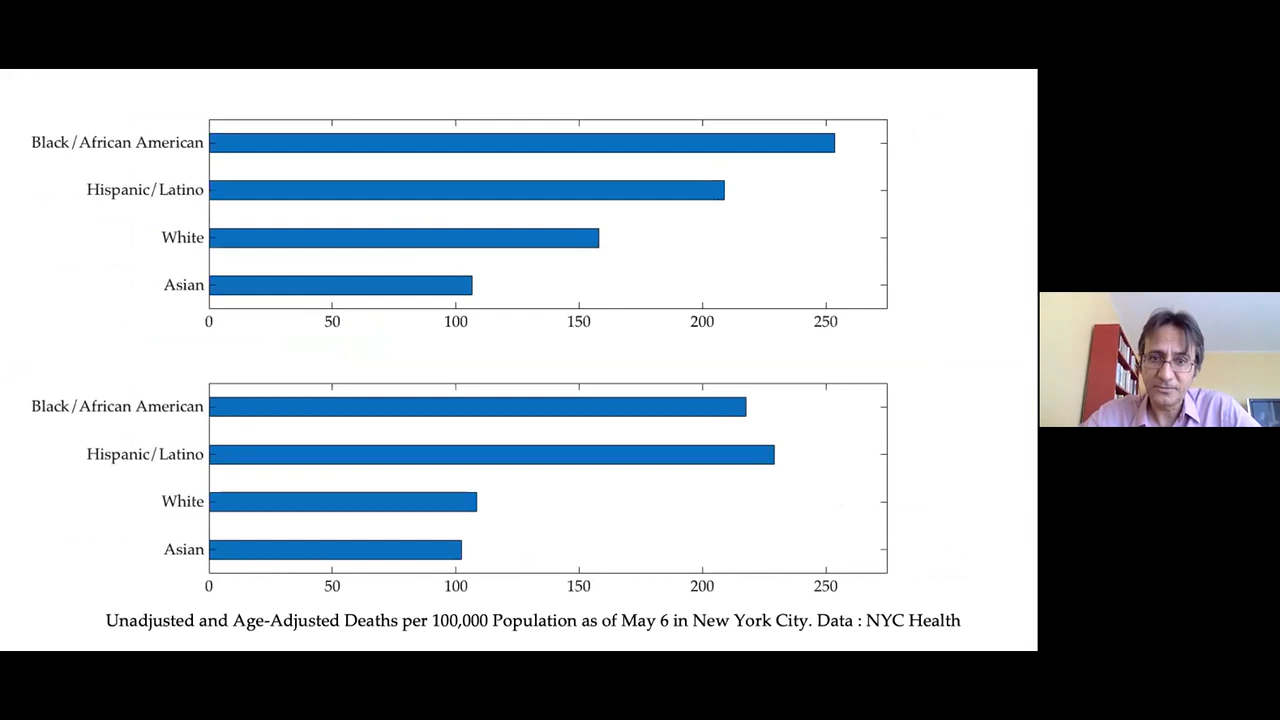 Black/African American
Hispanic/Latino
White
Asian
0 50 100 150 200 250
Black/African American
Hispanic/Latino
White
Asian
0 50 100 150 200 250
Unadjusted and Age-Adjusted Deaths per 100,000 Population as of May 6 in New York City. Data : NYC Health